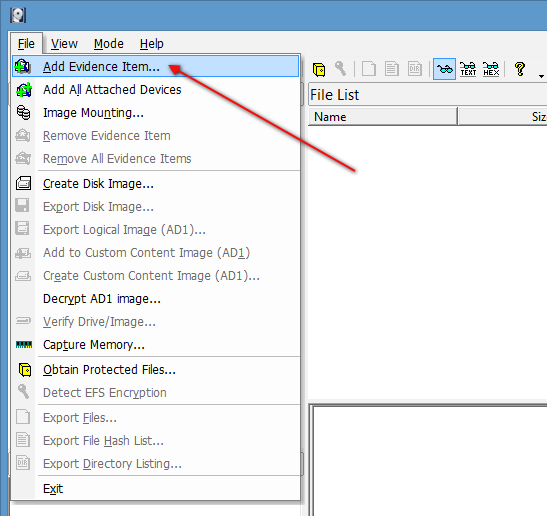 File View Mode Help
Add Evidence Item...
Add All Attached Devices
Image Mounting...
Remove Evidence Item
Remove All Evidence Items
Create Disk Image...
Export Disk Image...
Export Logical Image (AD1)...
Add to Custom Content Image (AD1)
Create Custom Content Image (AD1)...
Decrypt AD1 image...
Verify Drive/Image...
Capture Memory...
Obtain Protected Files...
Detect EFS Encryption
Export Files...
Export File Hash List...
Export Directory Listing...
Exit
DIR TEXT HEX ?
File List
Name Siz